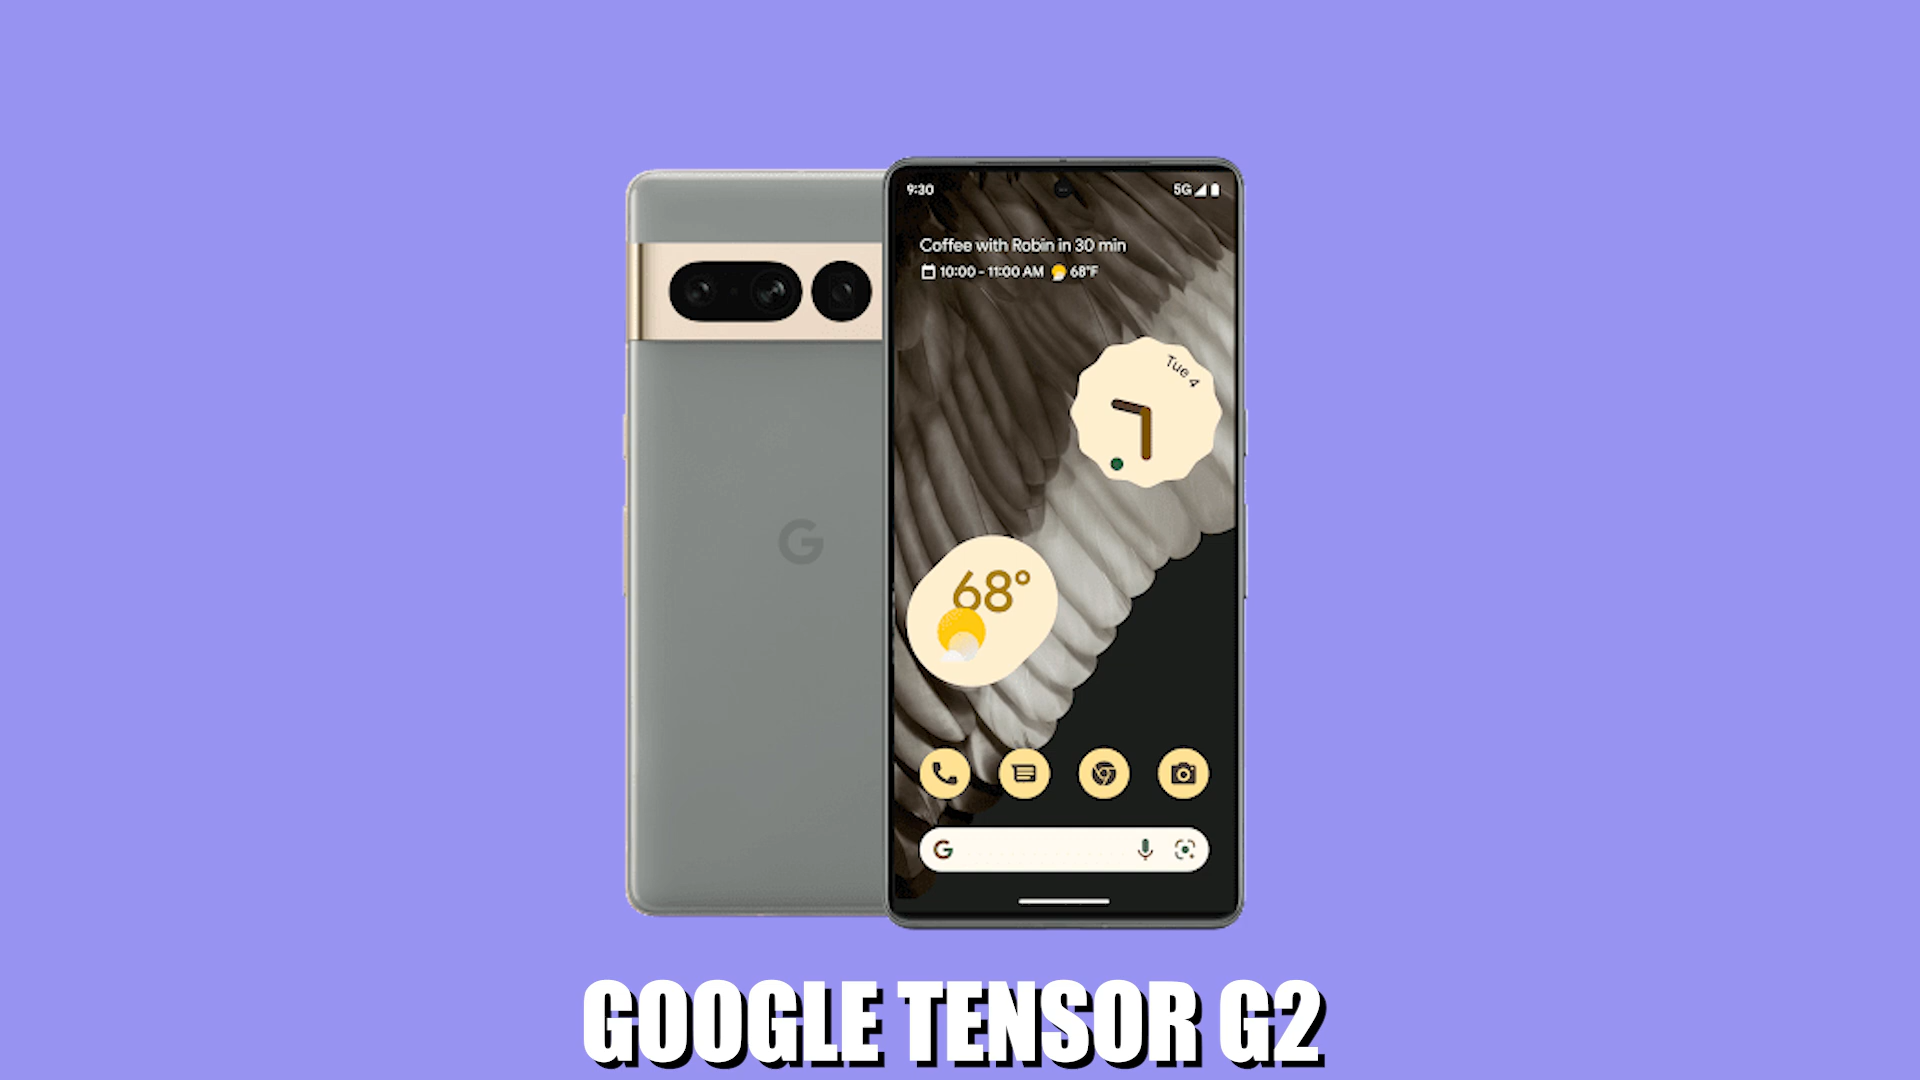 9:30
5G
Coffee with Robin in 30 min
10:00 - 11:00 AM 68°F
Tue 4
68°
G
G
GOOGLE TENSOR G2